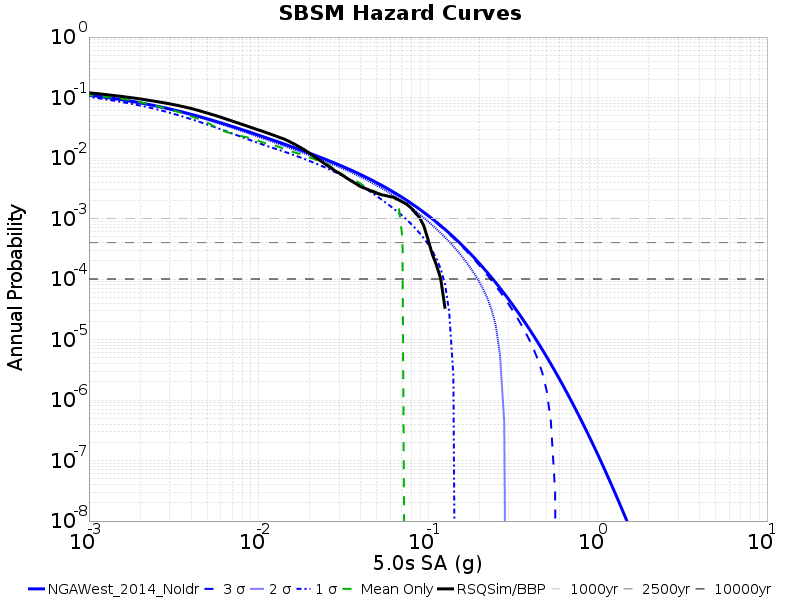 SBSM Hazard Curves
Annual Probability
10^0
10^-1
10^-2
10^-3
10^-4
10^-5
10^-6
10^-7
10^-8
10^-3 10^-2 10^-1 10^0 10^1
5.0s SA (g)
NGAWest_2014_NoIdr 3 σ 2 σ 1 σ Mean Only RSQSim/BBP 1000yr 2500yr 10000yr